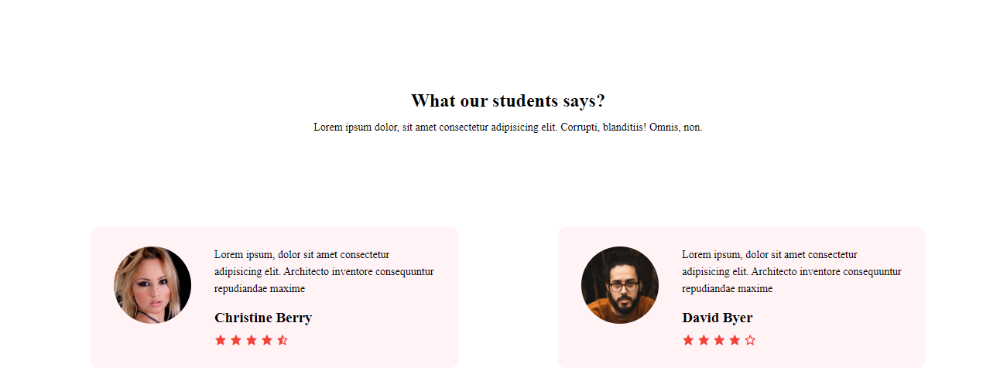 What our students says?
Lorem ipsum dolor, sit amet consectetur adipisicing elit. Corrupti, blanditiis! Omnis, non.
Lorem ipsum, dolor sit amet consectetur
adipisicing elit. Architecto inventore consequuntur
repudiandae maxime
Christine Berry
Lorem ipsum, dolor sit amet consectetur
adipisicing elit. Architecto inventore consequuntur
repudiandae maxime
David Byer